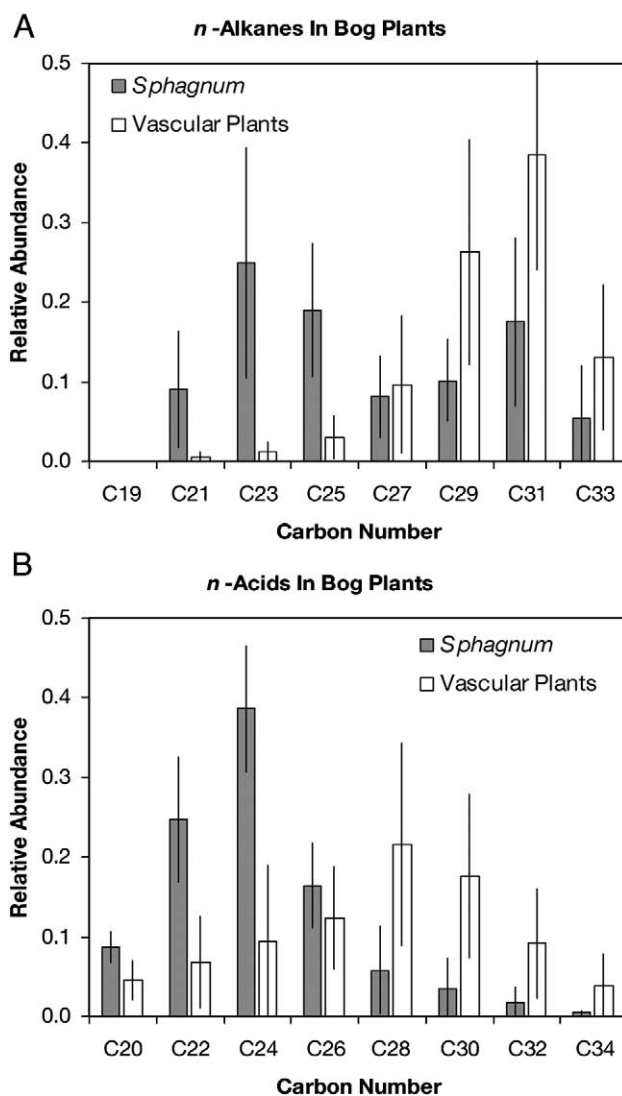 A
n -Alkanes In Bog Plants
0.5
0.4
0.3
0.2
0.1
0.0
Relative Abundance
Sphagnum
Vascular Plants
C19 C21 C23 C25 C27 C29 C31 C33
Carbon Number
B
n -Acids In Bog Plants
0.5
0.4
0.3
0.2
0.1
0.0
Relative Abundance
Sphagnum
Vascular Plants
C20 C22 C24 C26 C28 C30 C32 C34
Carbon Number